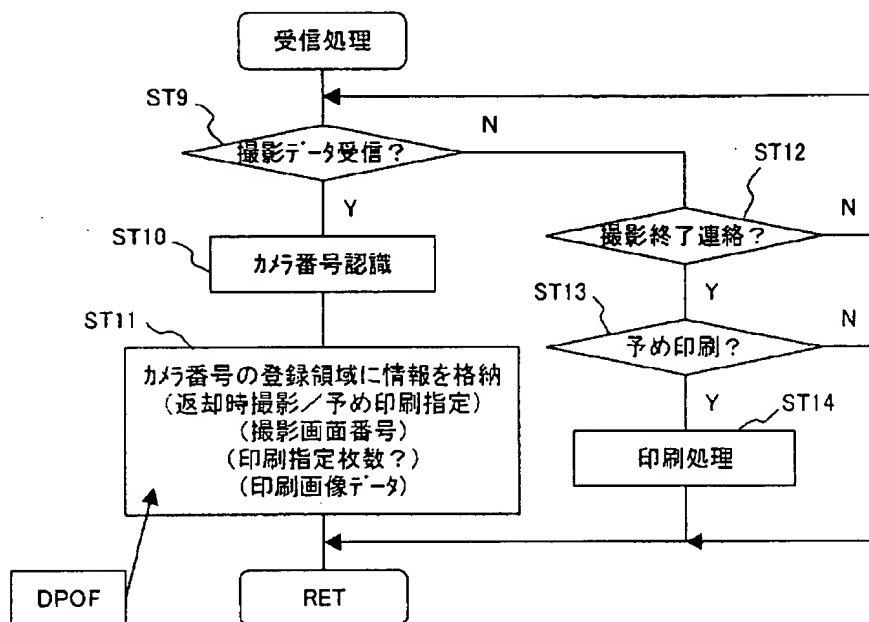 受信処理
ST9
撮影データ受信？
N
Y
ST10
カメラ番号認識
ST11
カメラ番号の登録領域に情報を格納
（返却時撮影／予め印刷指定）
（撮影画面番号）
（印刷指定枚数？）
（印刷画像データ）
DPOF
ST12
撮影終了連絡？
N
Y
ST13
予め印刷？
N
Y
ST14
印刷処理
RET